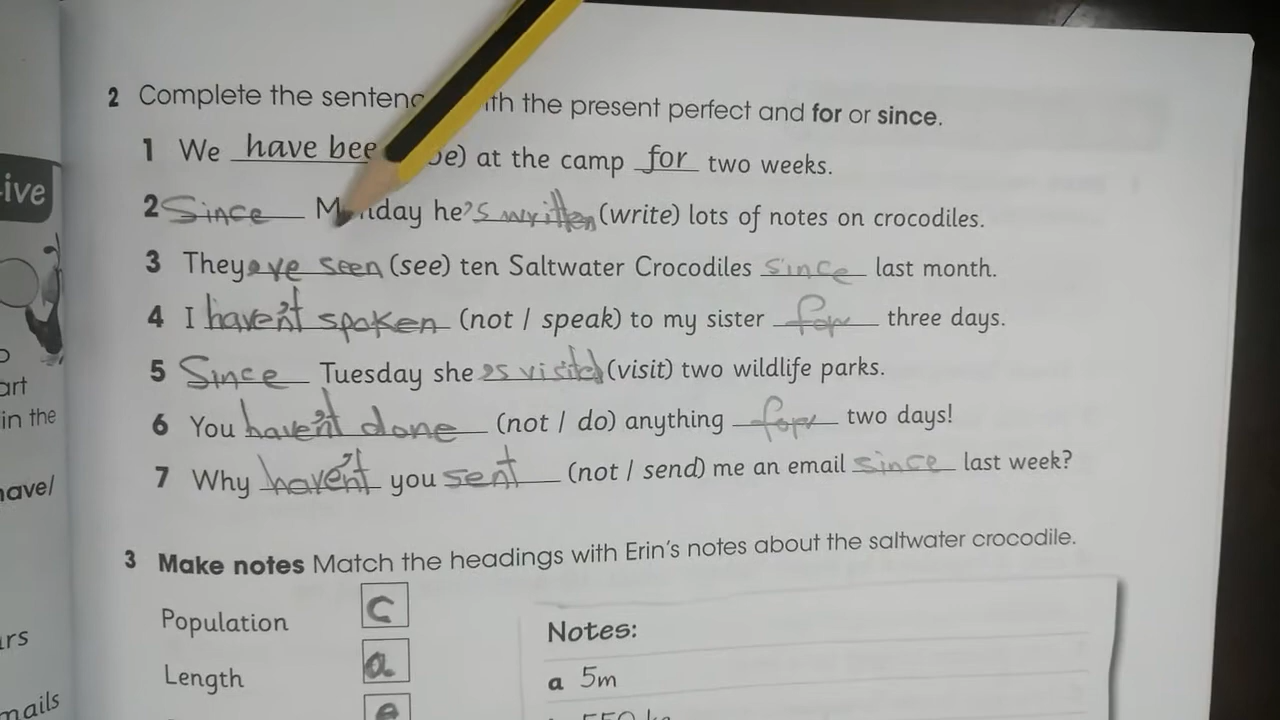 2 Complete the senten th the present perfect and for or since.
1 We have bee e) at the camp for two weeks.
2 Since M nday he's written (write) lots of notes on crocodiles.
3 They've seen (see) ten Saltwater Crocodiles since last month.
4 I haven't spoken (not / speak) to my sister for three days.
5 Since Tuesday she's visited (visit) two wildlife parks.
6 You haven't done (not / do) anything for two days!
7 Why haven't you sent (not / send) me an email since last week?
3 Make notes Match the headings with Erin's notes about the saltwater crocodile.
Population c
Length a
e
Notes:
a 5m
ive
art
in the
ave/
rs
mails